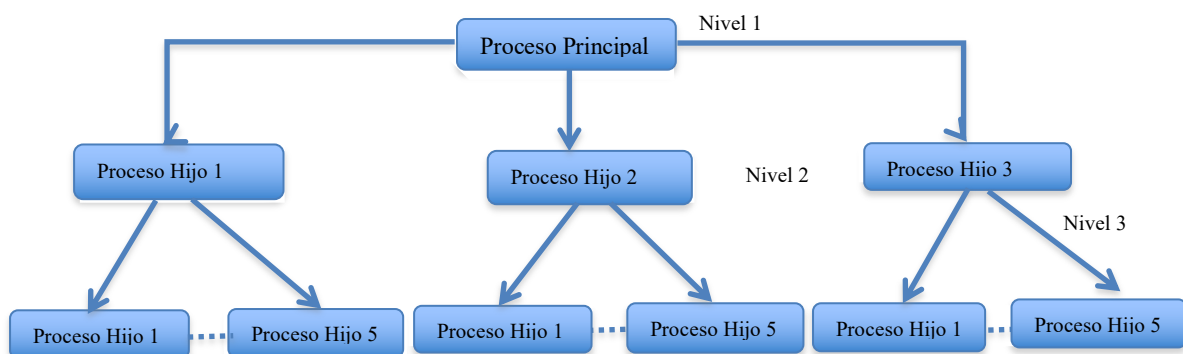 Nivel 1
Proceso Principal
Proceso Hijo 1
Proceso Hijo 2
Nivel 2
Proceso Hijo 3
Nivel 3
Proceso Hijo 1
Proceso Hijo 5
Proceso Hijo 1
Proceso Hijo 5
Proceso Hijo 1
Proceso Hijo 5